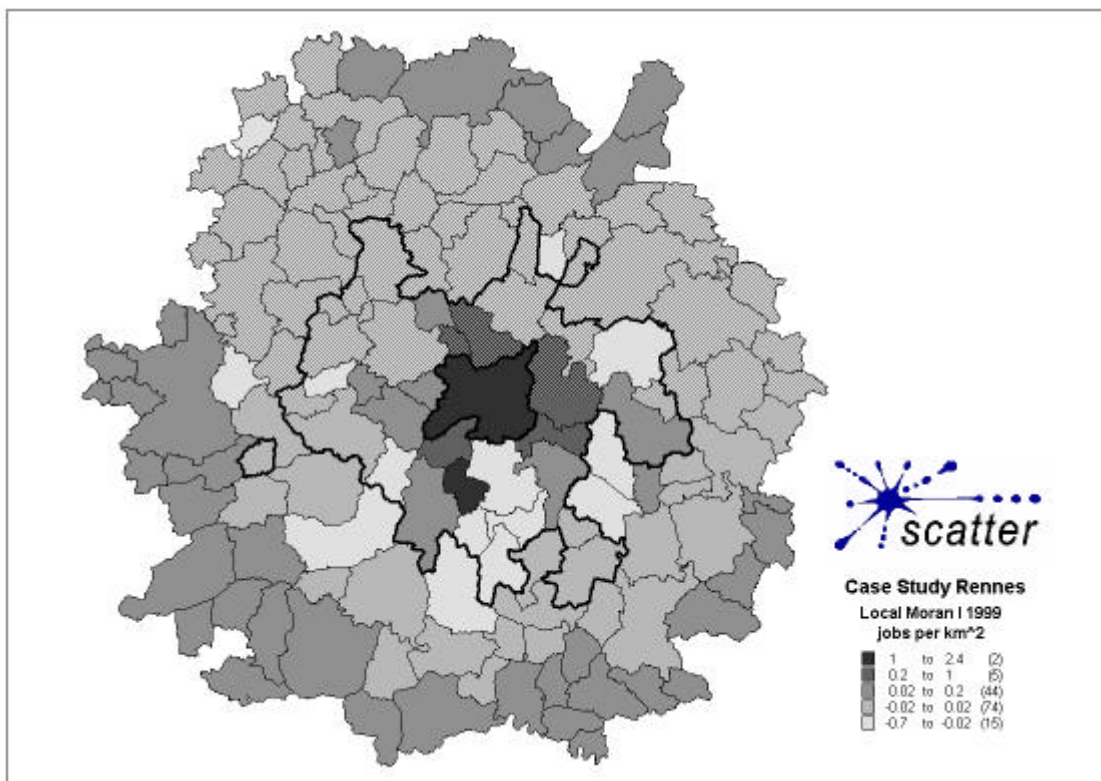 scatter
Case Study Rennes
Local Moran I 1999
jobs per km^2
1 to 2.4 (2)
0.2 to 1 (5)
0.02 to 0.2 (44)
-0.02 to 0.02 (74)
-0.7 to -0.02 (15)